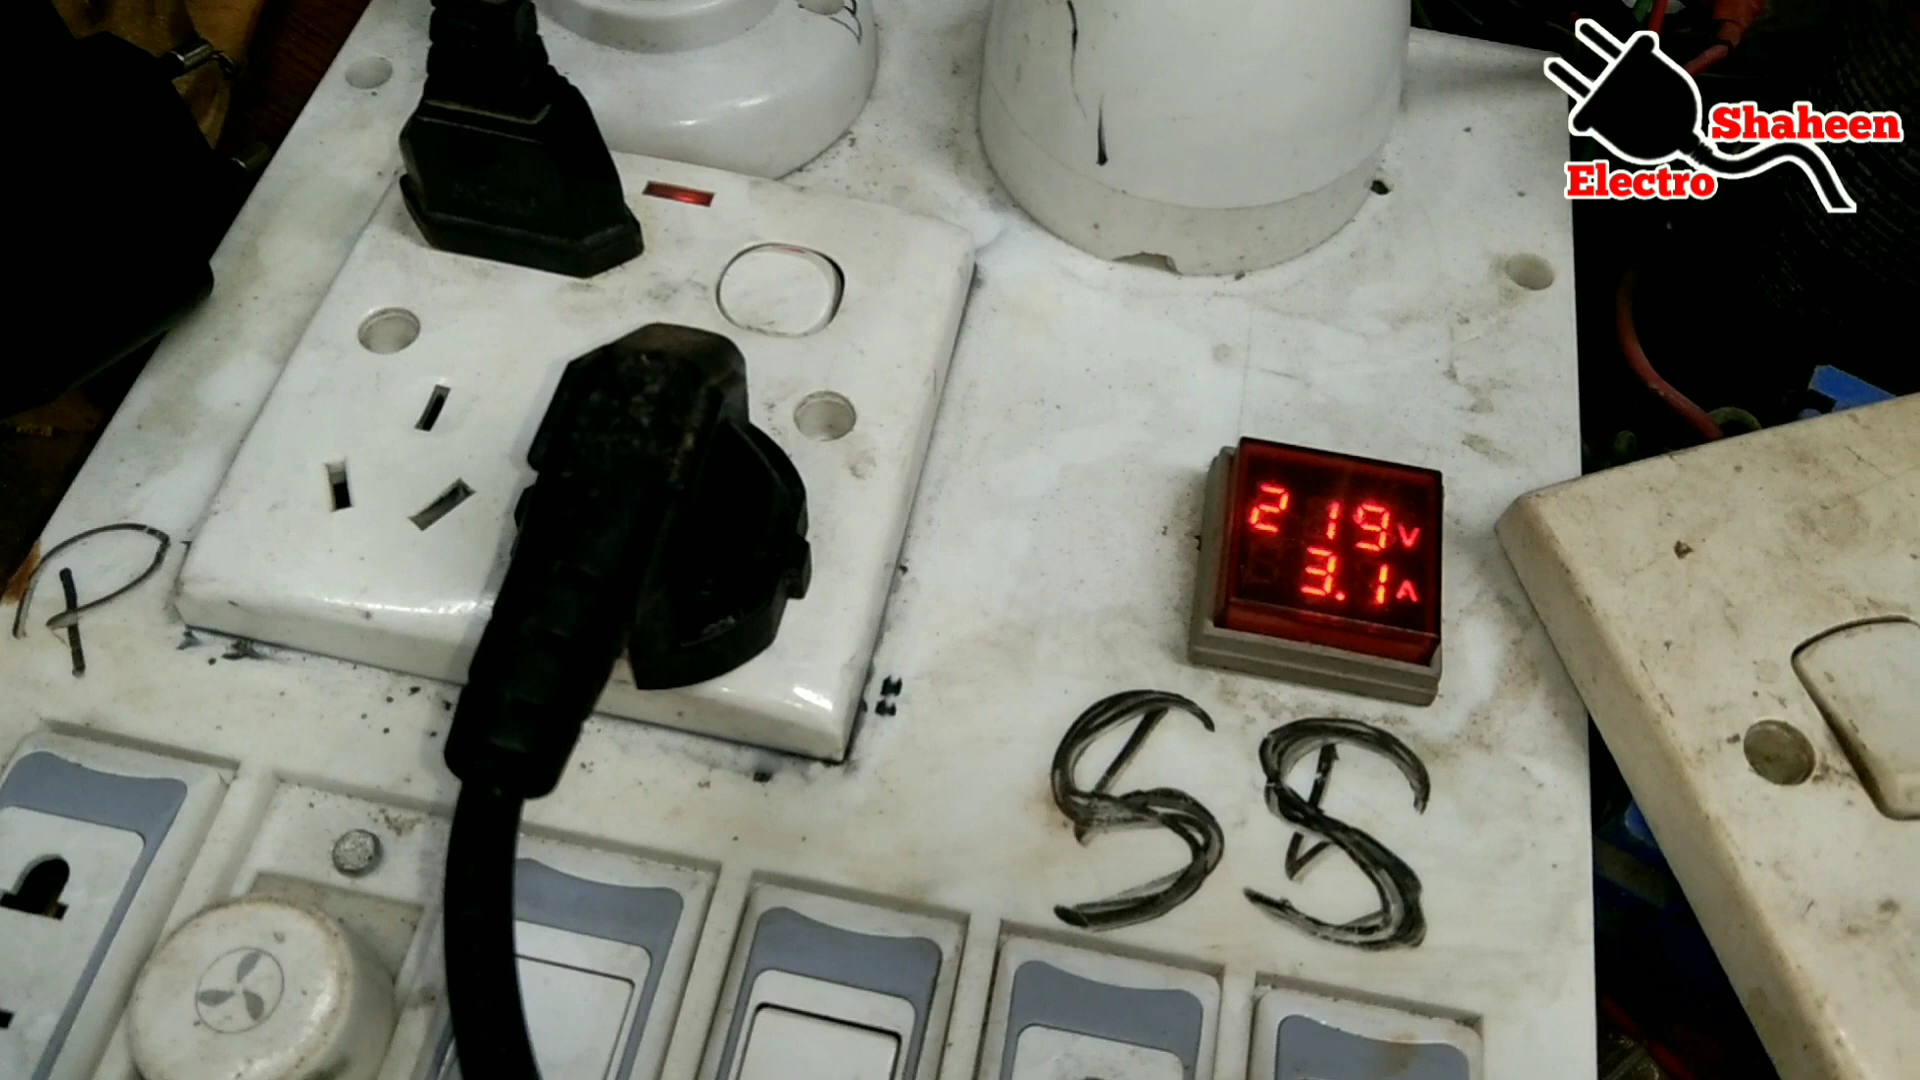 Shaheen
Electro
219V
3.1A
P
SS